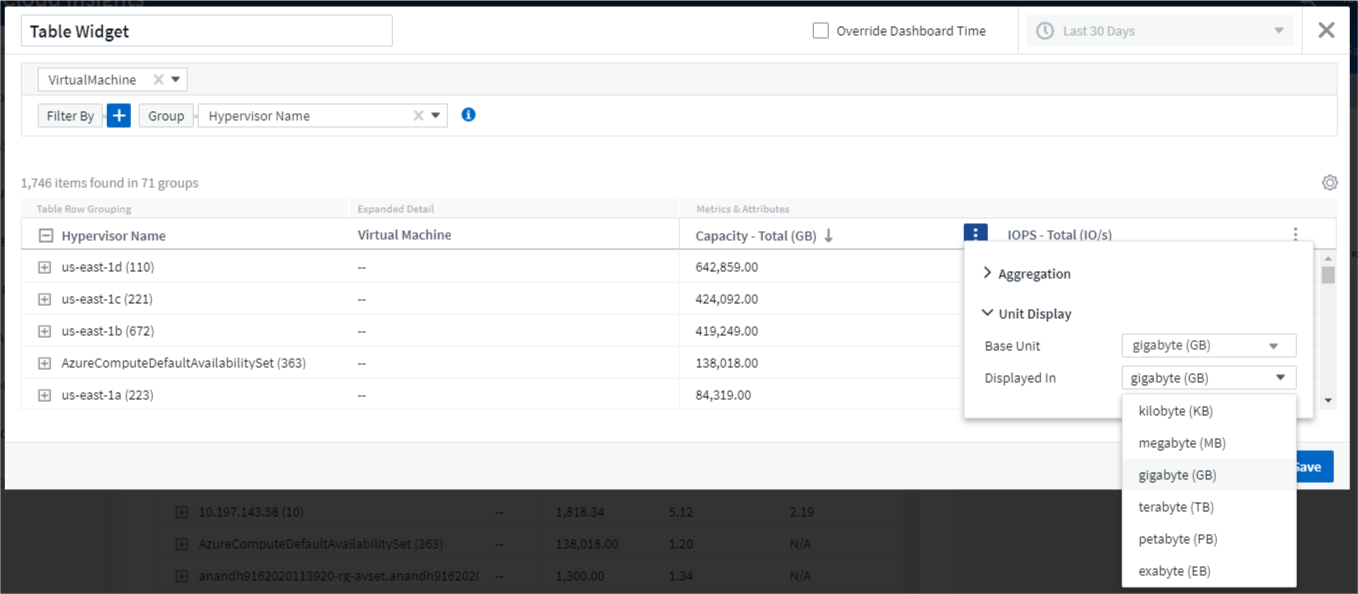 Cloud Insights
Table Widget
Override Dashboard Time
Last 30 Days
VirtualMachine
Filter By
Group
Hypervisor Name
1,746 items found in 71 groups
Table Row Grouping Expanded Detail Metrics & Attributes
Hypervisor Name Virtual Machine Capacity - Total (GB) IOPS - Total (IO/s)
us-east-1d (110) -- 642,859.00
us-east-1c (221) -- 424,092.00
us-east-1b (672) -- 419,249.00
AzureComputeDefaultAvailabilitySet (363) -- 138,018.00
us-east-1a (223) -- 84,319.00
Aggregation
Unit Display
Base Unit gigabyte (GB)
Displayed In gigabyte (GB)
kilobyte (KB)
megabyte (MB)
gigabyte (GB)
terabyte (TB)
petabyte (PB)
exabyte (EB)
Save
10.197.143.58 (10) -- 1,818.34 5.12 2.19
AzureComputeDefaultAvailabilitySet (363) -- 138,018.00 1.20 N/A
anandh9162020113920-rg-avset.anandh9162020 -- 1,300.00 1.34 N/A